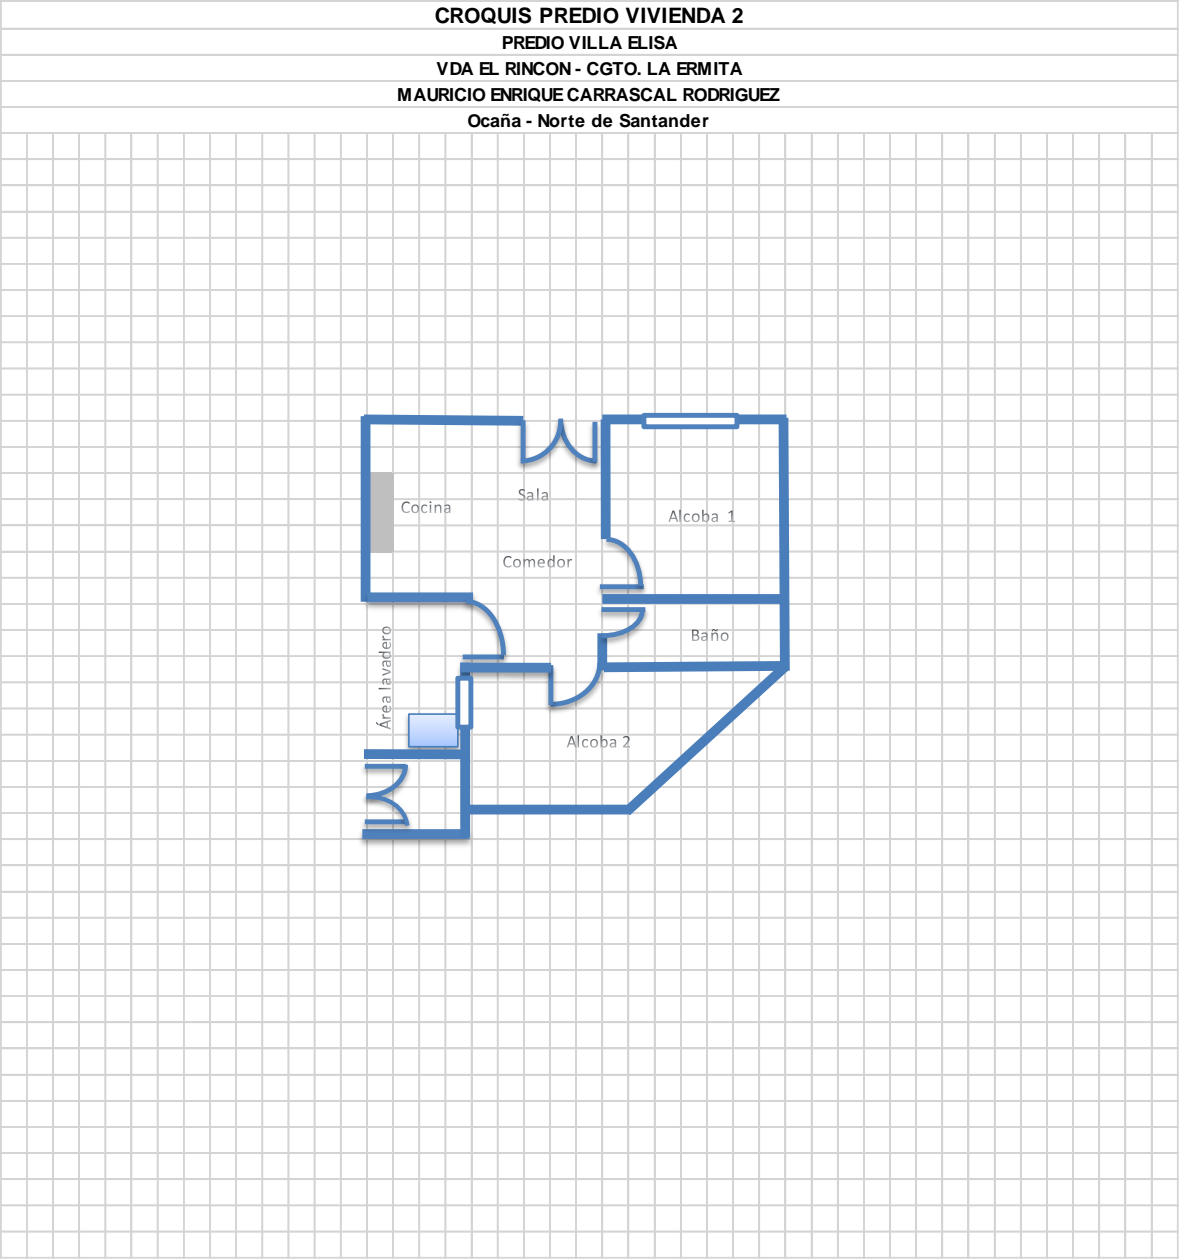 CROQUIS PREDIO VIVIENDA 2
PREDIO VILLA ELISA
VDA EL RINCON - CGTO. LA ERMITA
MAURICIO ENRIQUE CARRASCAL RODRIGUEZ
Ocaña - Norte de Santander
Sala
Cocina
Alcoba 1
Comedor
Baño
Área lavadero
Alcoba 2